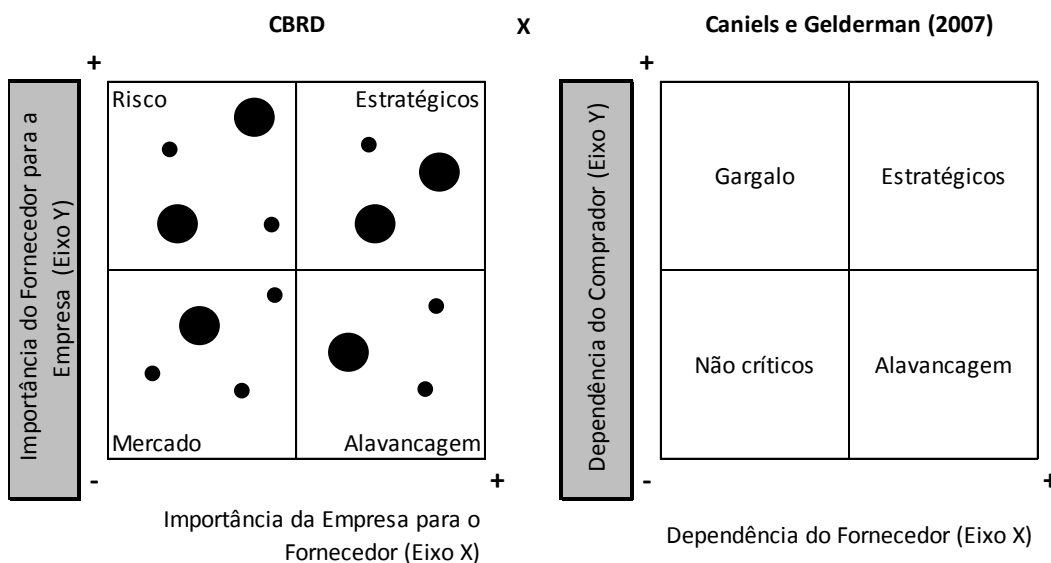 CBRD
X
Caniels e Gelderman (2007)
+
Importância do Fornecedor para a
Empresa (Eixo Y)
-
Risco
Estratégicos
Mercado
Alavancagem
+
Importância da Empresa para o
Fornecedor (Eixo X)
+
Dependência do Comprador (Eixo Y)
-
Gargalo
Estratégicos
Não críticos
Alavancagem
+
Dependência do Fornecedor (Eixo X)